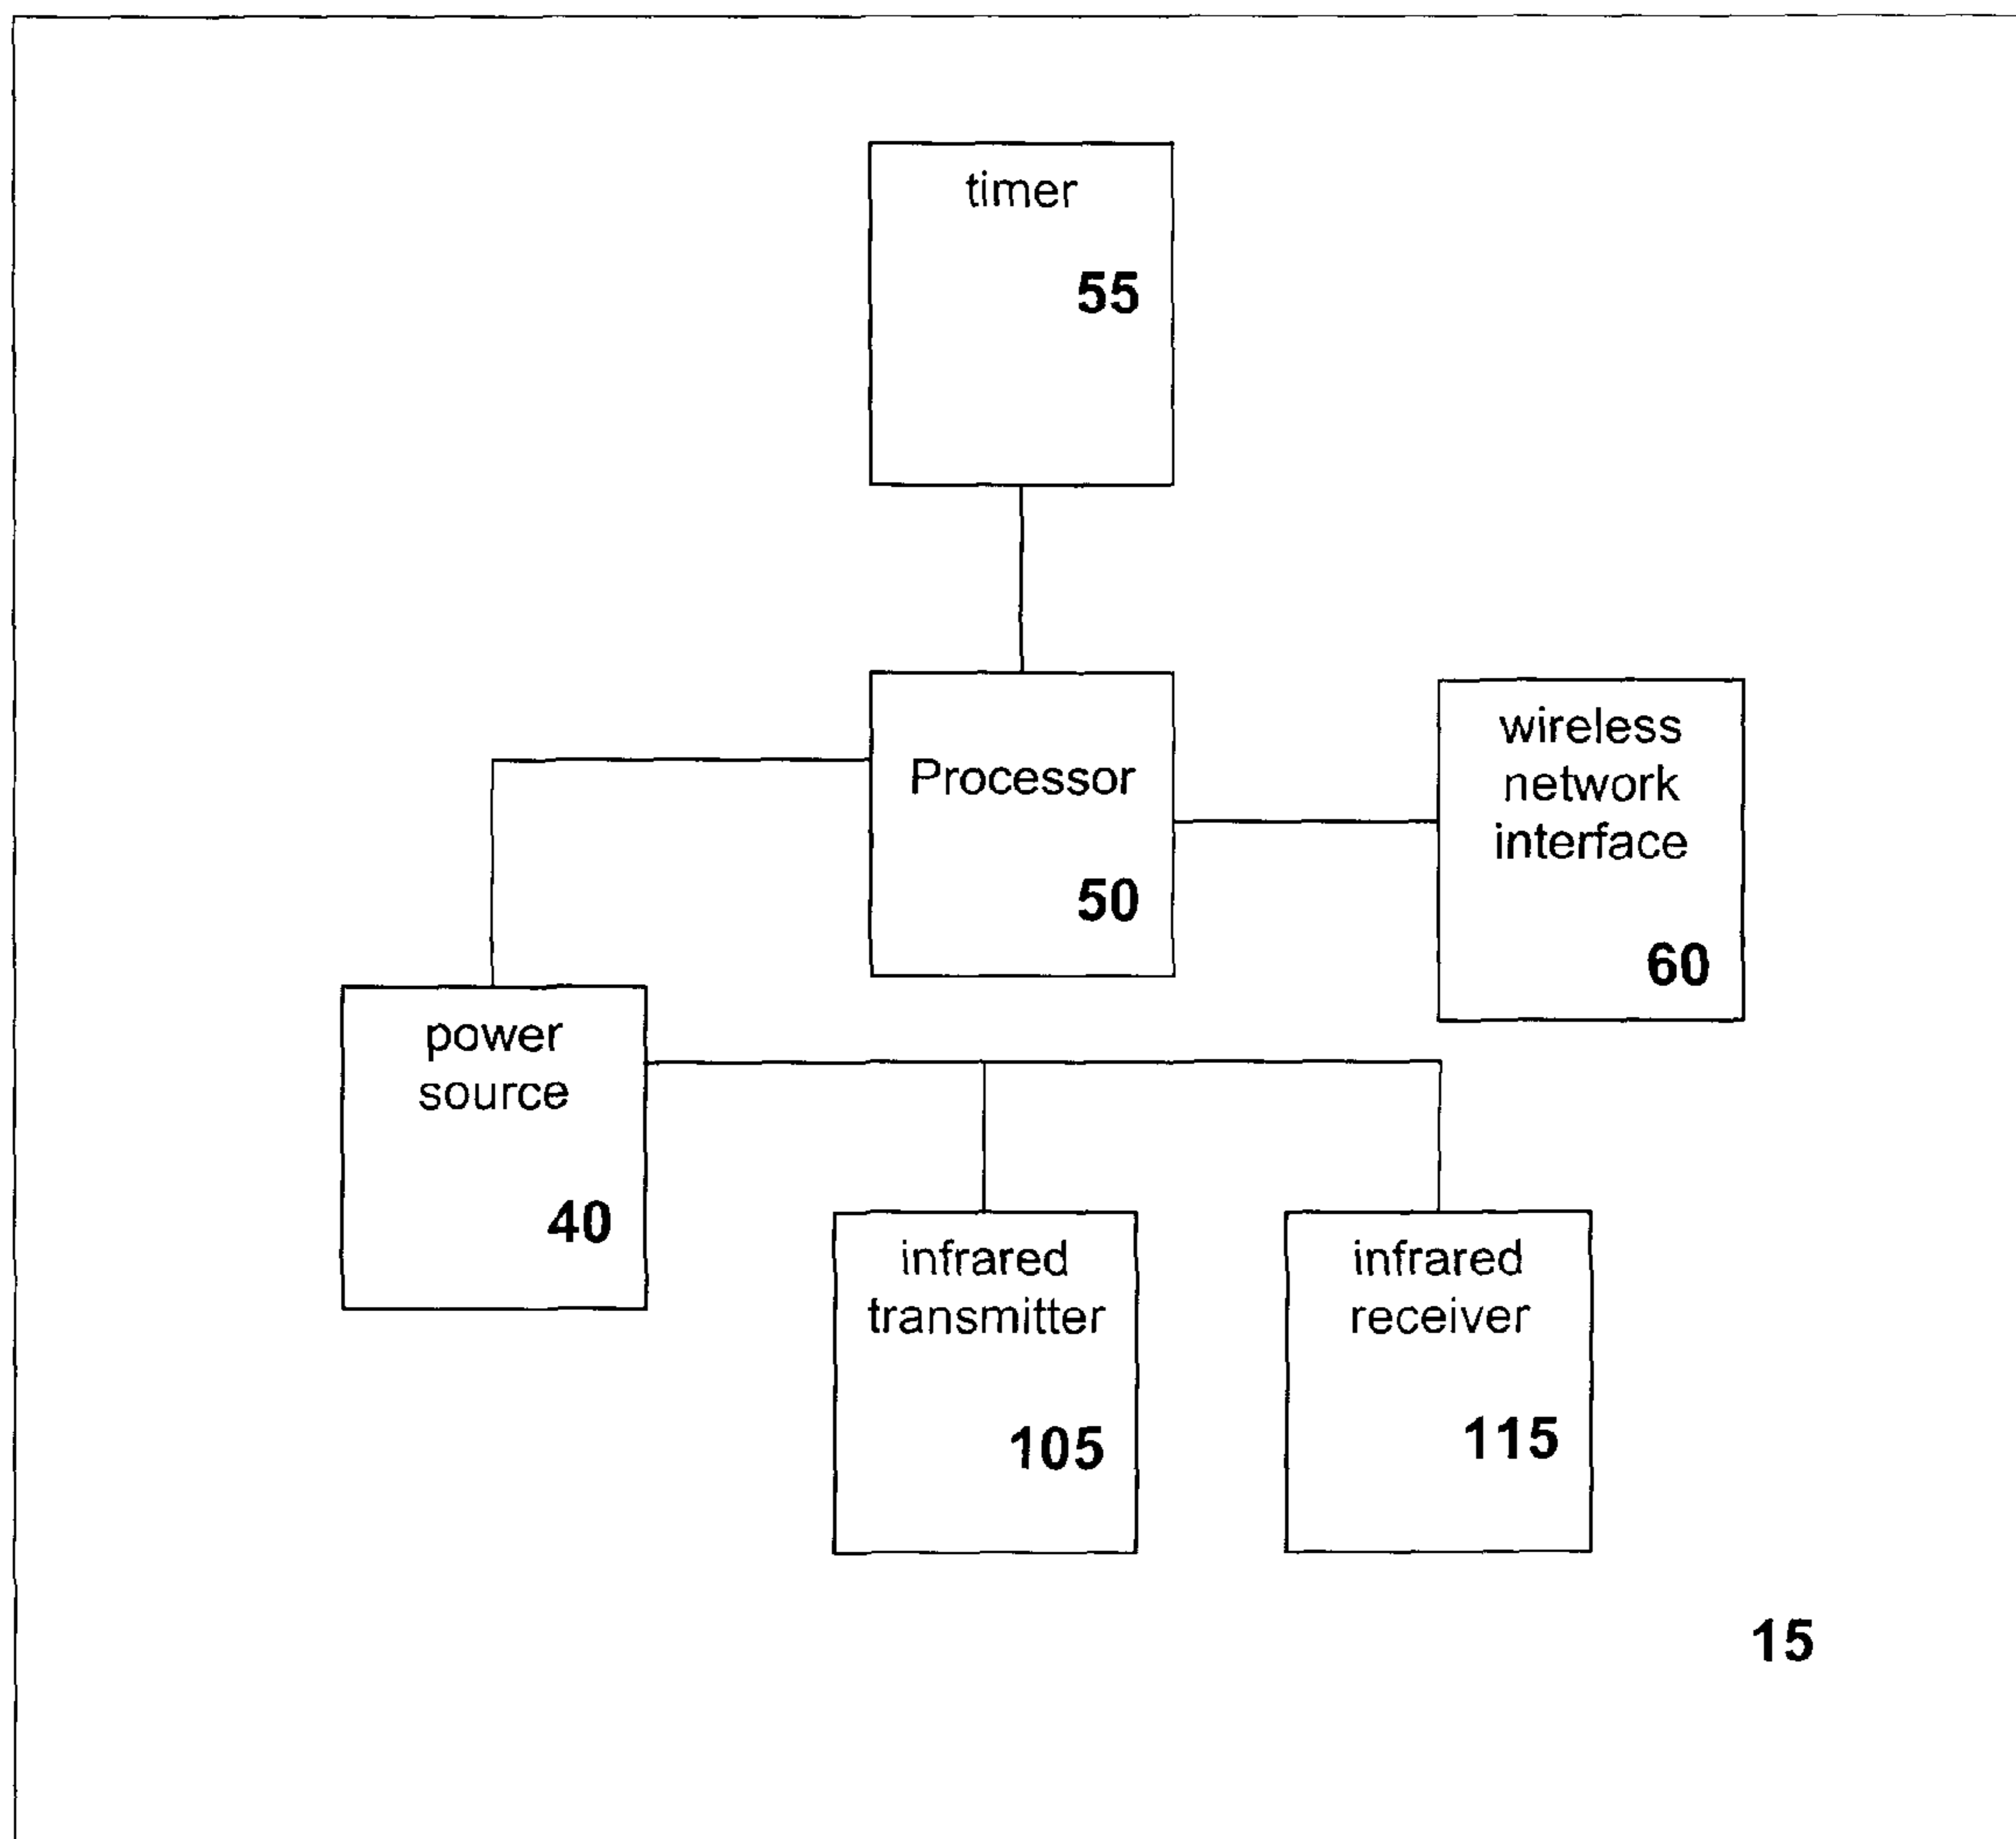 timer
55
Processor
50
wireless
network
interface
60
power
source
40
infrared
transmitter
105
infrared
receiver
115
15